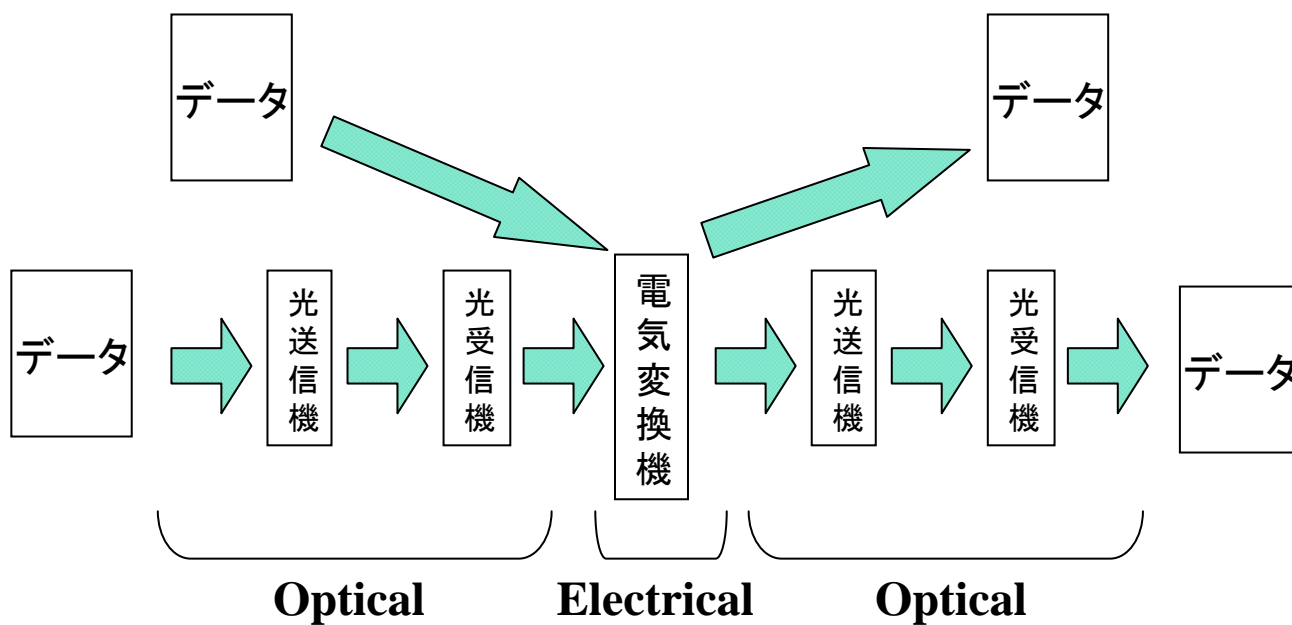 データ
データ
データ
光送信機
光受信機
電気変換機
光送信機
光受信機
データ
Optical
Electrical
Optical